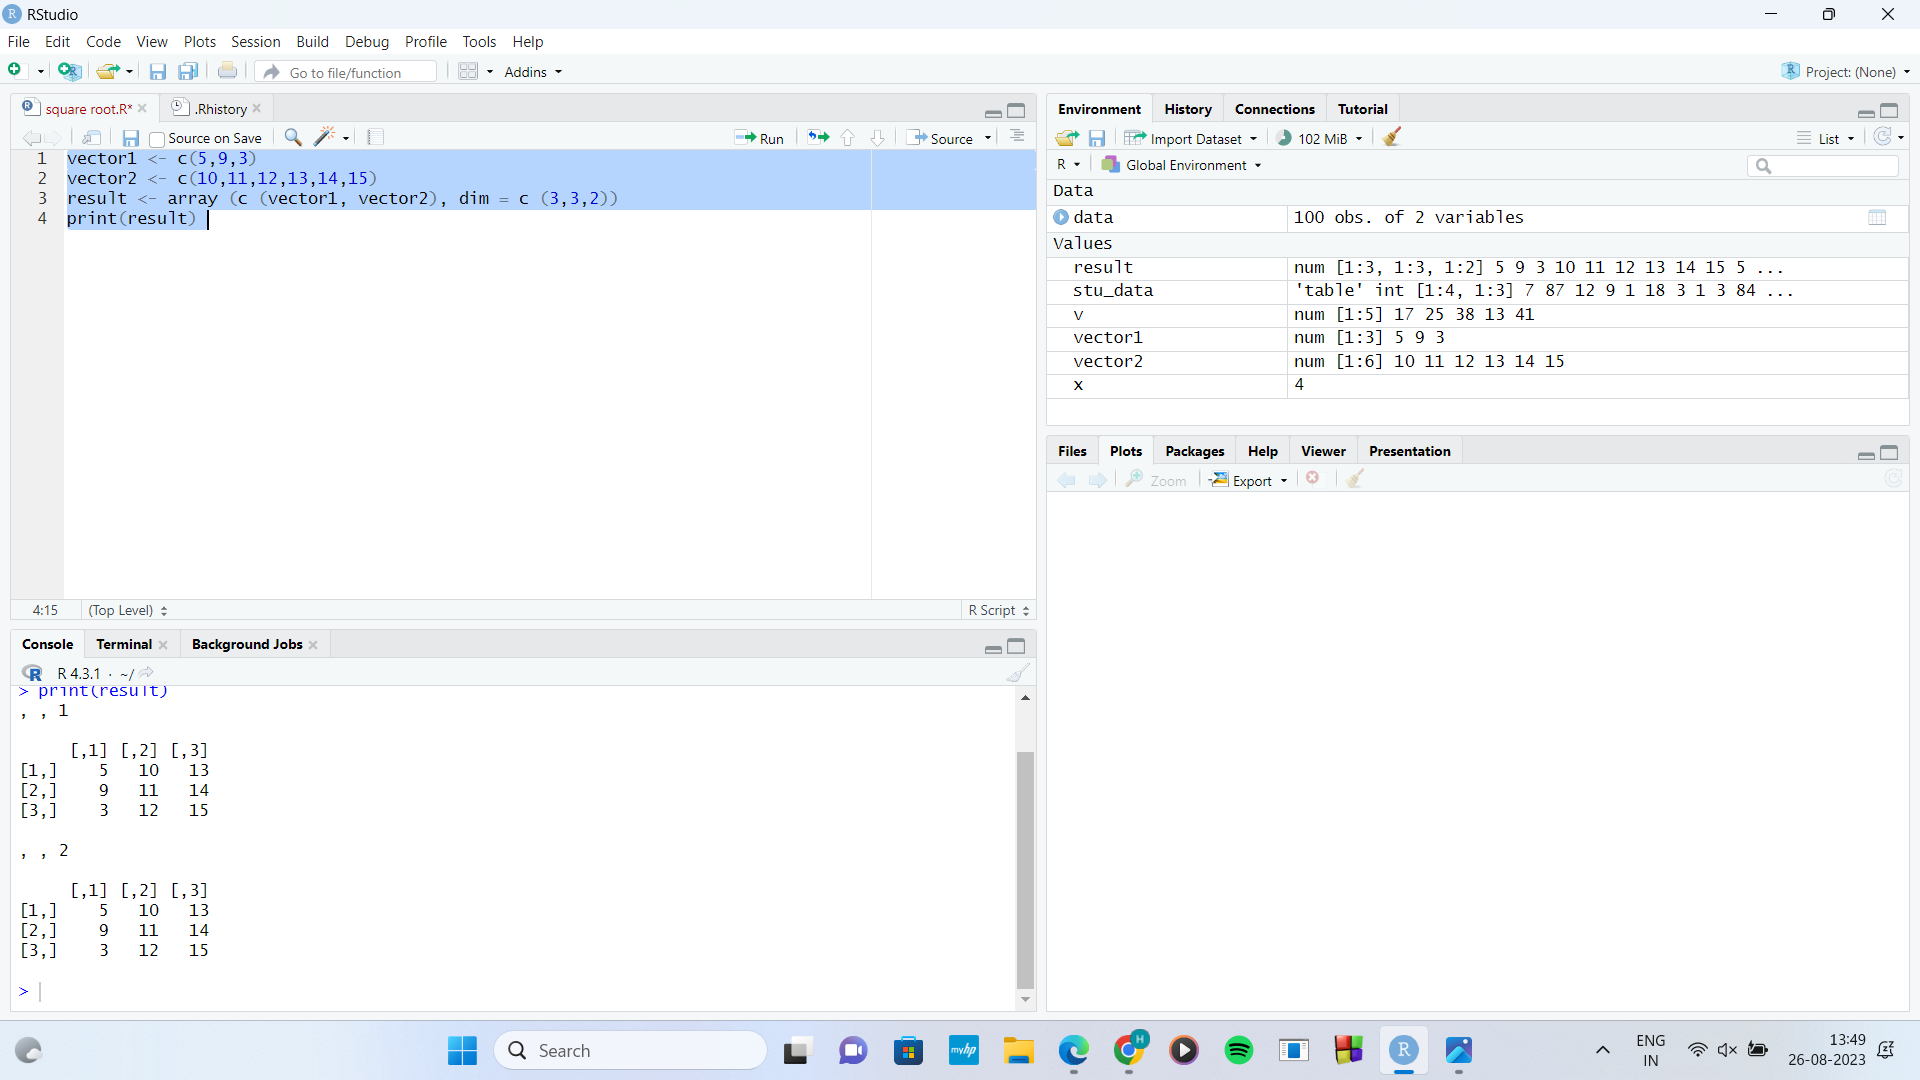 RStudio
File Edit Code View Plots Session Build Debug Profile Tools Help
Go to file/function Addins Project: (None)
square root.R* .Rhistory
Source on Save Run Source
1 vector1 <- c(5,9,3)
2 vector2 <- c(10,11,12,13,14,15)
3 result <- array (c (vector1, vector2), dim = c (3,3,2))
4 print(result)
4:15 (Top Level) R Script
Console Terminal Background Jobs
R 4.3.1 · ~/
> print(result)
, , 1
[,1] [,2] [,3]
[1,] 5 10 13
[2,] 9 11 14
[3,] 3 12 15
, , 2
[,1] [,2] [,3]
[1,] 5 10 13
[2,] 9 11 14
[3,] 3 12 15
>
Environment History Connections Tutorial
Import Dataset 102 MiB List
R Global Environment
Data
data 100 obs. of 2 variables
Values
result num [1:3, 1:3, 1:2] 5 9 3 10 11 12 13 14 15 5 ...
stu_data 'table' int [1:4, 1:3] 7 87 12 9 1 18 3 1 3 84 ...
v num [1:5] 17 25 38 13 41
vector1 num [1:3] 5 9 3
vector2 num [1:6] 10 11 12 13 14 15
x 4
Files Plots Packages Help Viewer Presentation
Zoom Export
Search myhp H R ENG 13:49
IN 26-08-2023